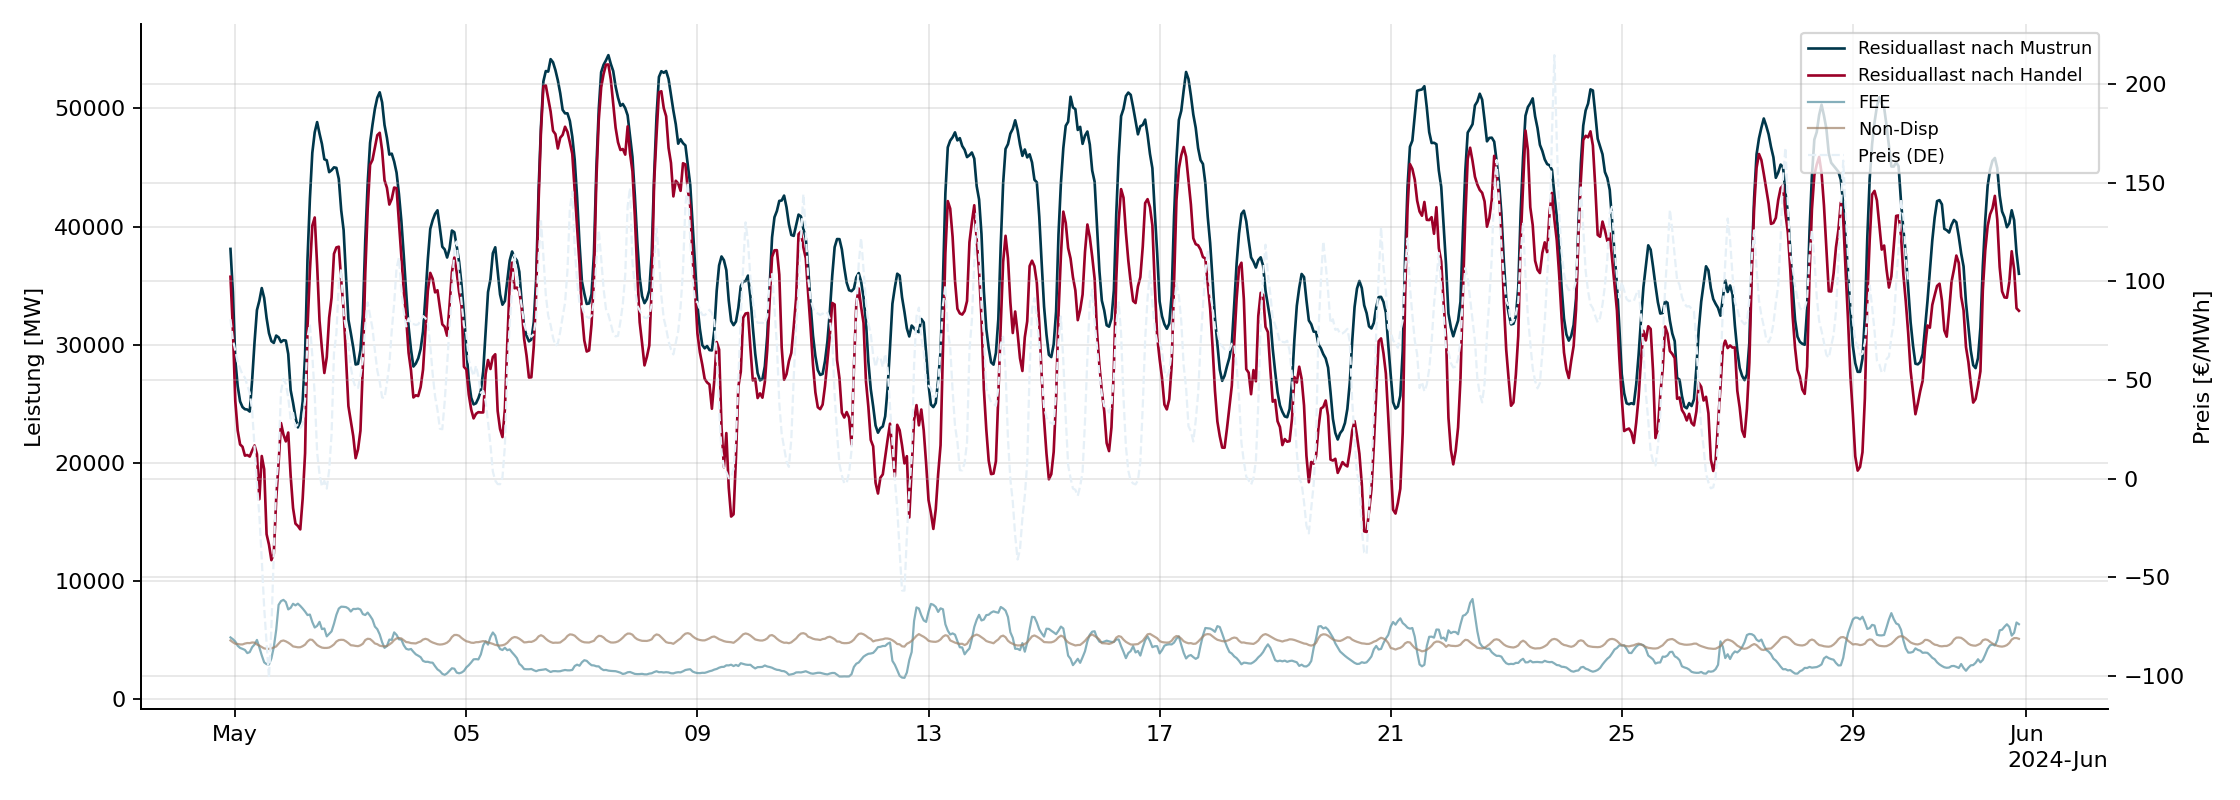 Residuallast nach Mustrun
Residuallast nach Handel
FEE
Non-Disp
Preis (DE)
Leistung [MW]
50000
40000
30000
20000
10000
0
Preis [€/MWh]
200
150
100
50
0
−50
−100
May
05
09
13
17
21
25
29
Jun
2024-Jun